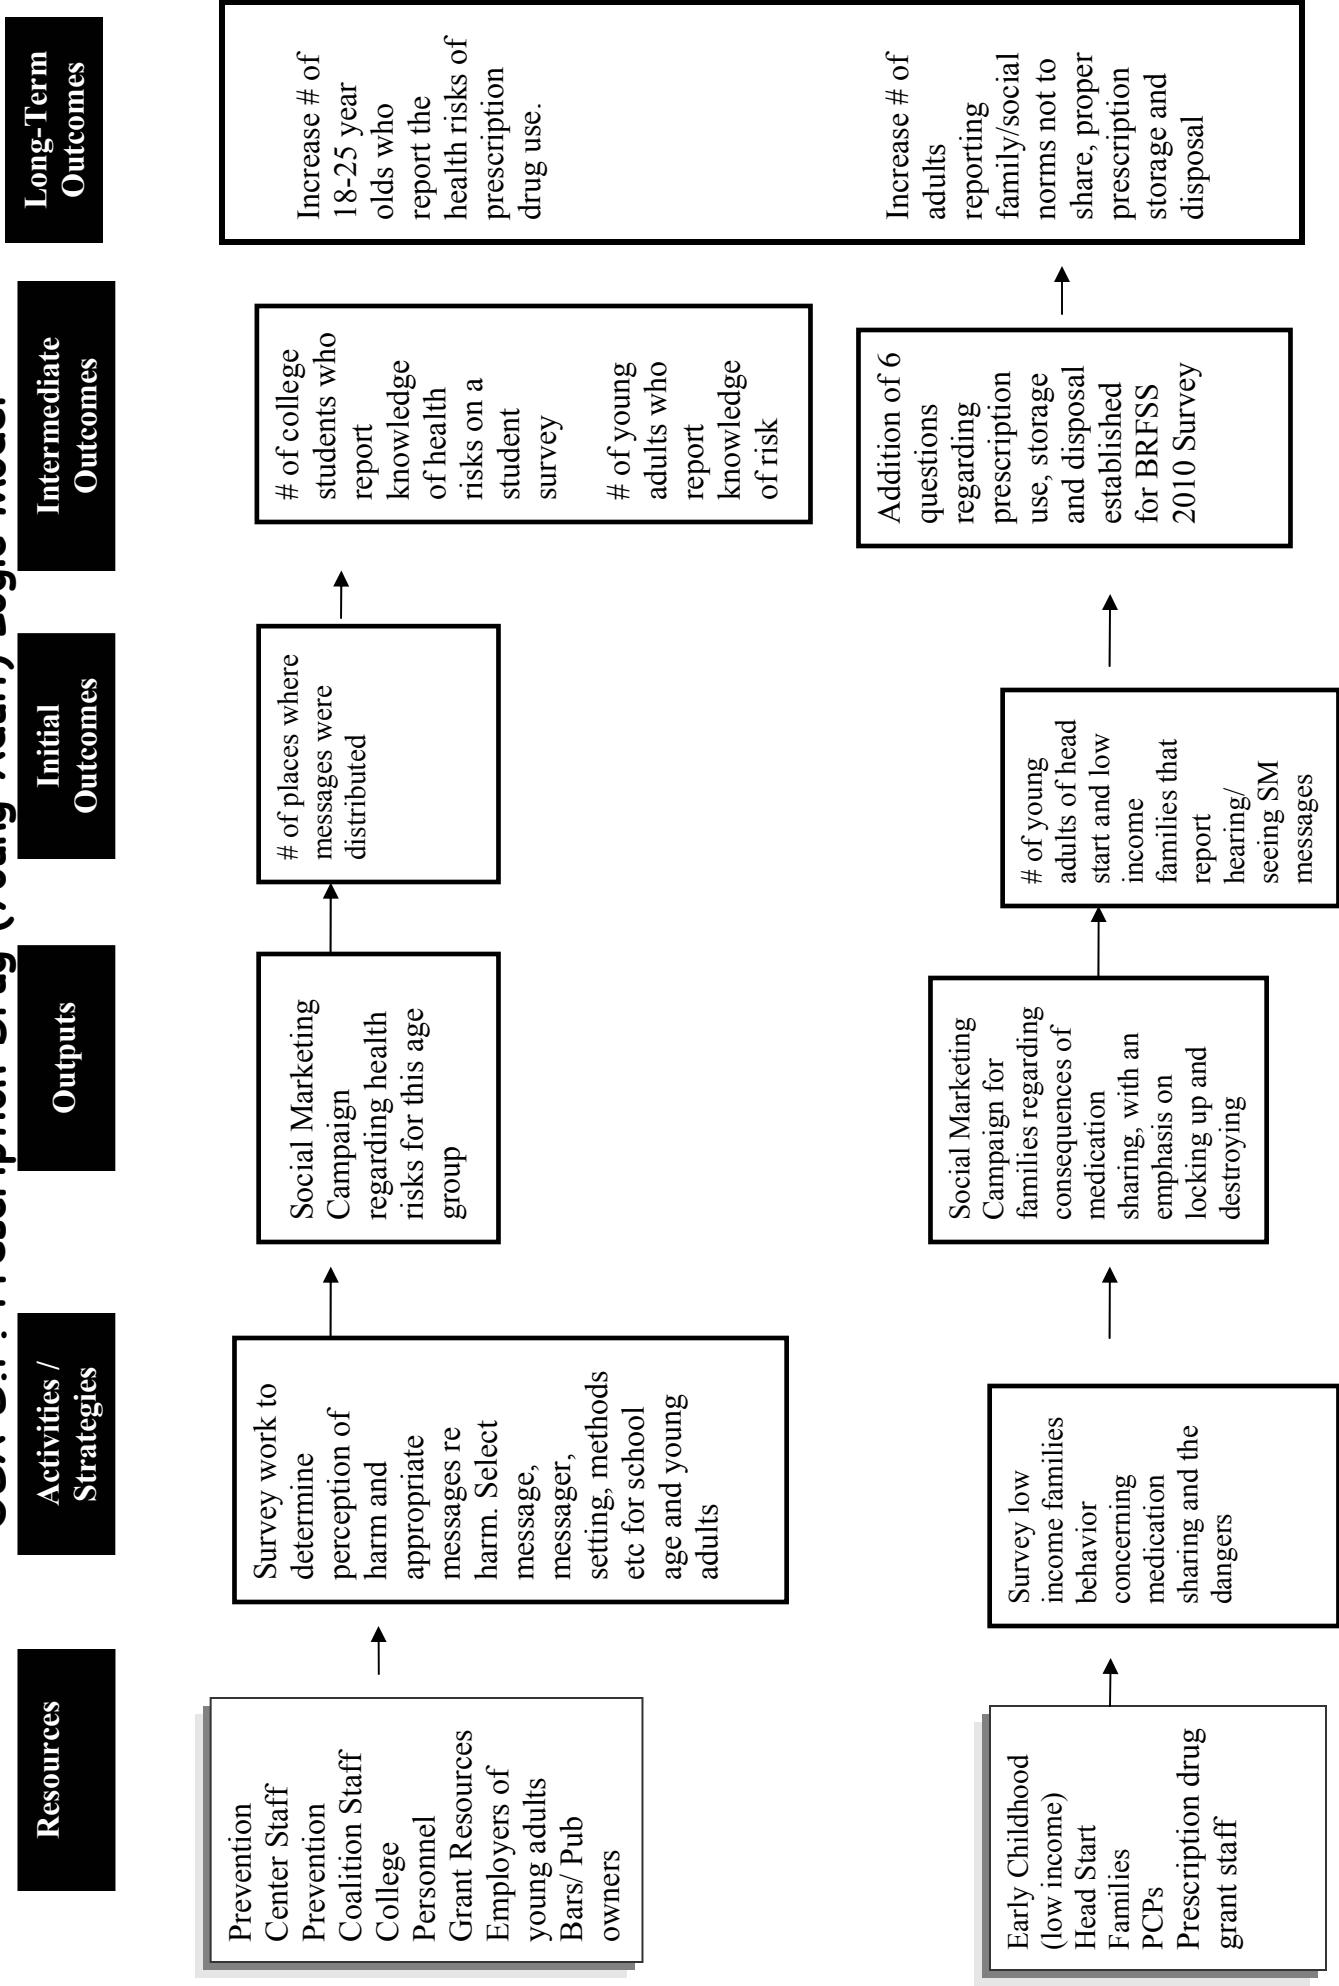 Prescription Drug (Young Adult) Logic Model
Resources
Activities /
Strategies
Outputs
Initial
Outcomes
Intermediate
Outcomes
Long-Term
Outcomes
Prevention
Center Staff
Prevention
Coalition Staff
College
Personnel
Grant Resources
Employers of
young adults
Bars/ Pub
owners
Survey work to
determine
perception of
harm and
appropriate
messages re
harm. Select
message,
messager,
setting, methods
etc for school
age and young
adults
Social Marketing
Campaign
regarding health
risks for this age
group
# of places where
messages were
distributed
# of college
students who
report
knowledge
of health
risks on a
student
survey
# of young
adults who
report
knowledge
of risk
Increase # of
18-25 year
olds who
report the
health risks of
prescription
drug use.
Early Childhood
(low income)
Head Start
Families
PCPs
Prescription drug
grant staff
Survey low
income families
behavior
concerning
medication
sharing and the
dangers
Social Marketing
Campaign for
families regarding
consequences of
medication
sharing, with an
emphasis on
locking up and
destroying
# of young
adults of head
start and low
income
families that
report
hearing/
seeing SM
messages
Addition of 6
questions
regarding
prescription
use, storage
and disposal
established
for BRFSS
2010 Survey
Increase # of
adults
reporting
family/social
norms not to
share, proper
prescription
storage and
disposal